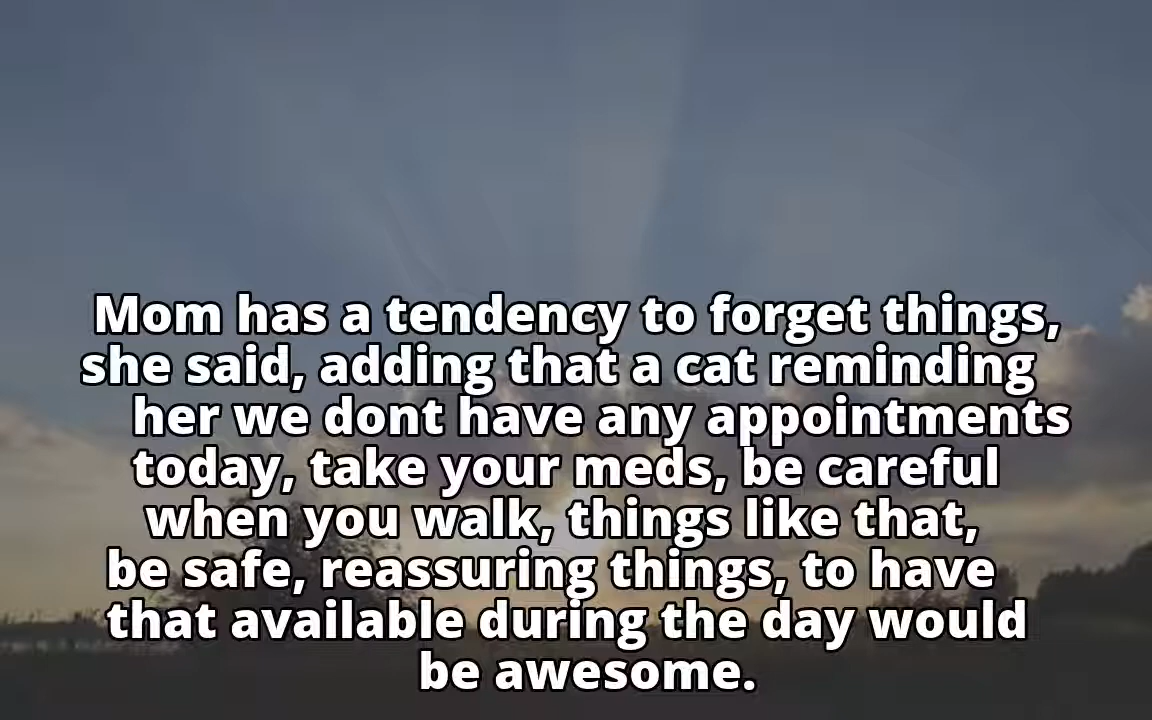 Mom has a tendency to forget things,
she said, adding that a cat reminding
her we dont have any appointments
today, take your meds, be careful
when you walk, things like that,
be safe, reassuring things, to have
that available during the day would
be awesome.